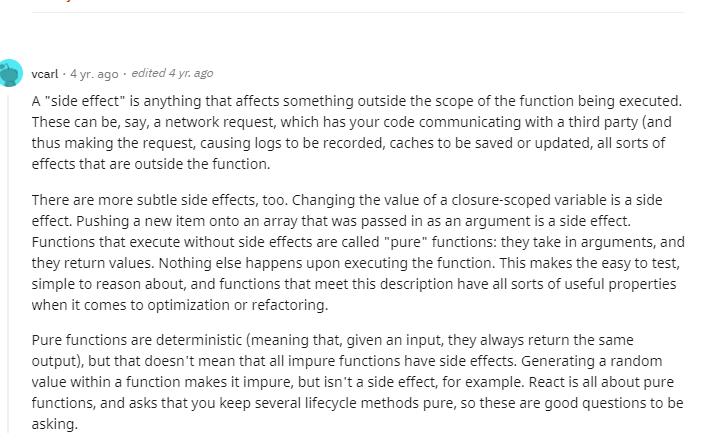 vcarl · 4 yr. ago · edited 4 yr. ago
A "side effect" is anything that affects something outside the scope of the function being executed.
These can be, say, a network request, which has your code communicating with a third party (and
thus making the request, causing logs to be recorded, caches to be saved or updated, all sorts of
effects that are outside the function.
There are more subtle side effects, too. Changing the value of a closure-scoped variable is a side
effect. Pushing a new item onto an array that was passed in as an argument is a side effect.
Functions that execute without side effects are called "pure" functions: they take in arguments, and
they return values. Nothing else happens upon executing the function. This makes the easy to test,
simple to reason about, and functions that meet this description have all sorts of useful properties
when it comes to optimization or refactoring.
Pure functions are deterministic (meaning that, given an input, they always return the same
output), but that doesn't mean that all impure functions have side effects. Generating a random
value within a function makes it impure, but isn't a side effect, for example. React is all about pure
functions, and asks that you keep several lifecycle methods pure, so these are good questions to be
asking.